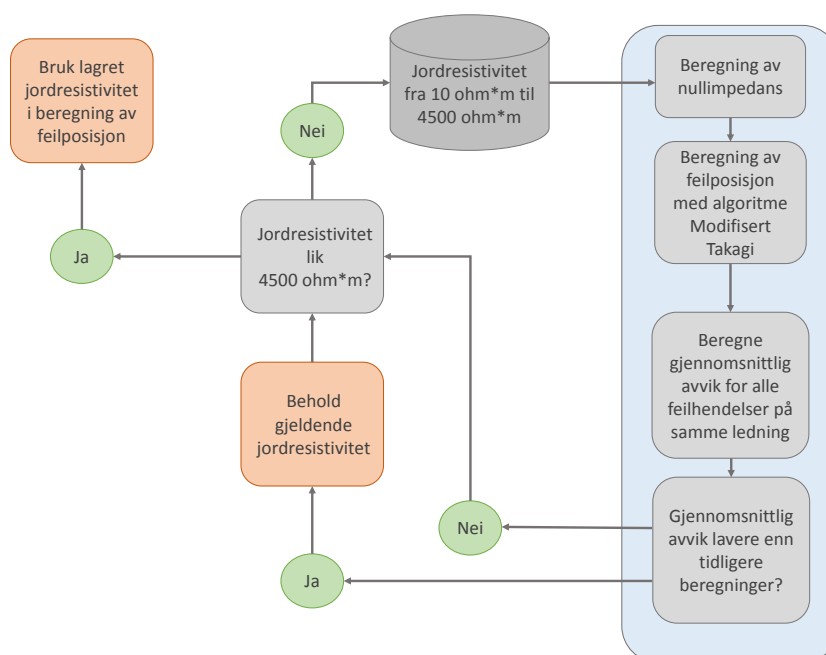 Bruk lagret
jordresistivitet
i beregning av
feilposisjon
Nei
Jordresistivitet
fra 10 ohm*m til
4500 ohm*m
Beregning av
nullimpedans
Beregning av
feilposisjon
med algoritme
Modifisert
Takagi
Ja
Jordresistivitet
lik
4500 ohm*m?
Beregne
gjennomsnittlig
avvik for alle
feilhendelser på
samme ledning
Behold
gjeldende
jordresistivitet
Nei
Gjennomsnittlig
avvik lavere enn
tidligere
beregninger?
Ja